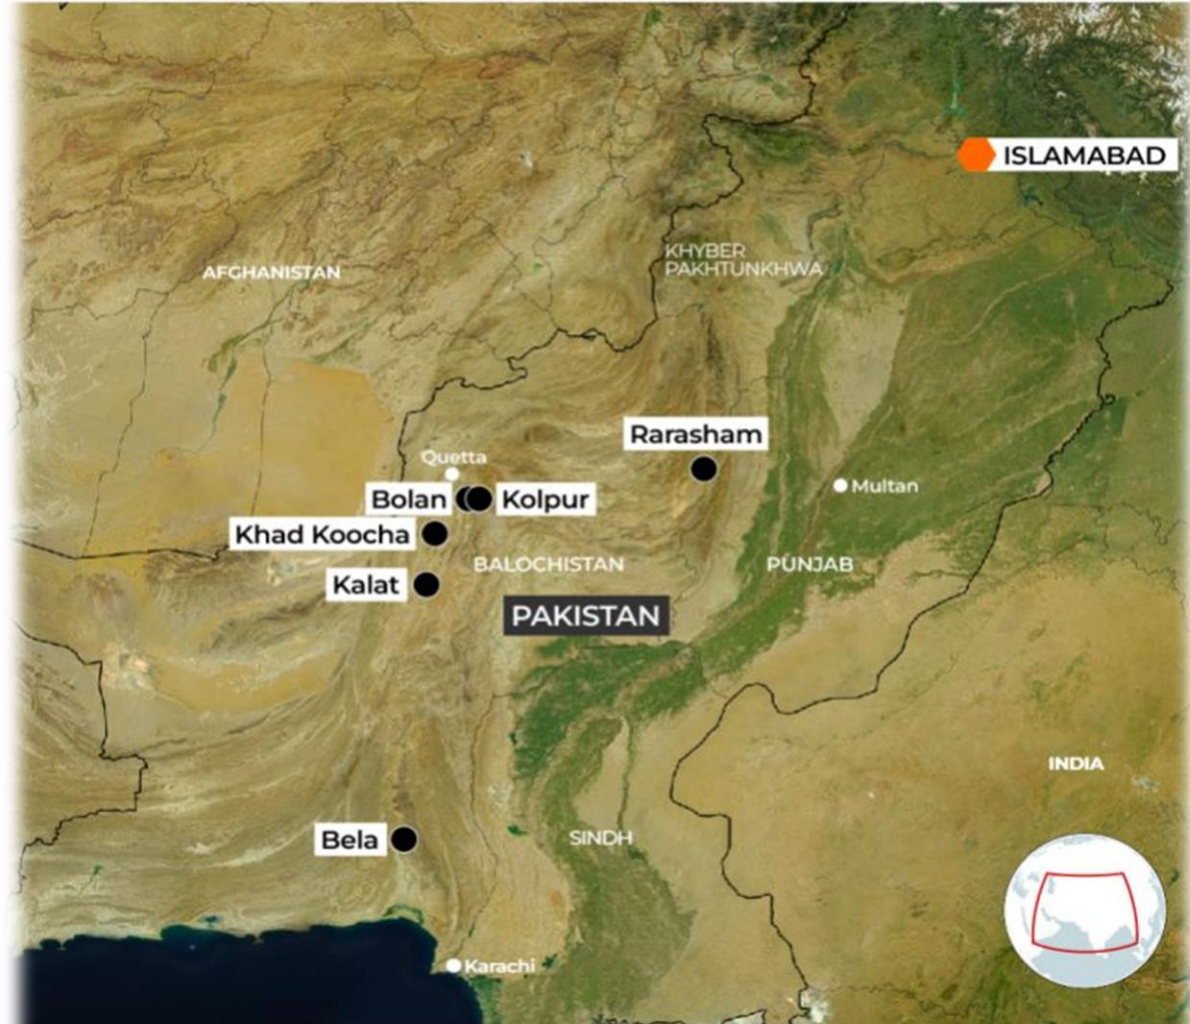 ISLAMABAD
KHYBER
PAKHTUNKHWA
AFGHANISTAN
Rarasham
Quetta
Multan
Bolan
Kolpur
Khad Koocha
BALOCHISTAN
PUNJAB
Kalat
PAKISTAN
INDIA
Bela
SINDH
Karachi